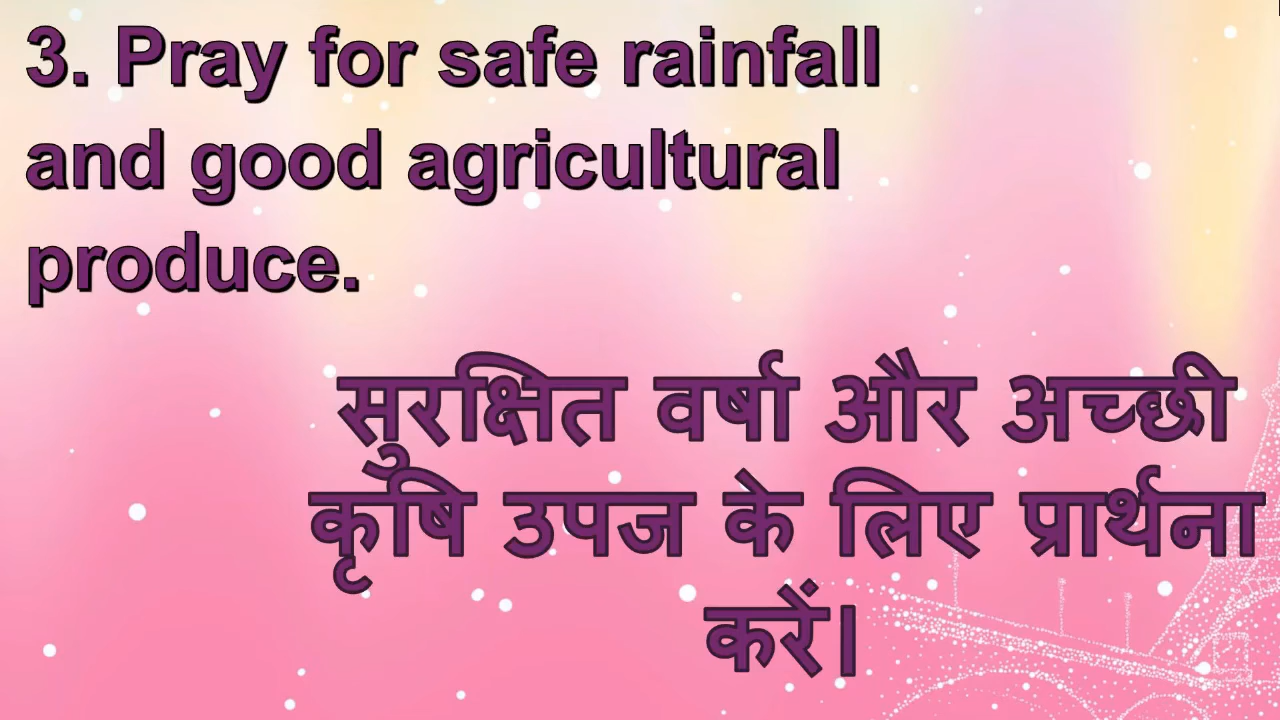 3. Pray for safe rainfall
and good agricultural
produce.
सुरक्षित वर्षा और अच्छी
कृषि उपज के लिए प्रार्थना
करें।